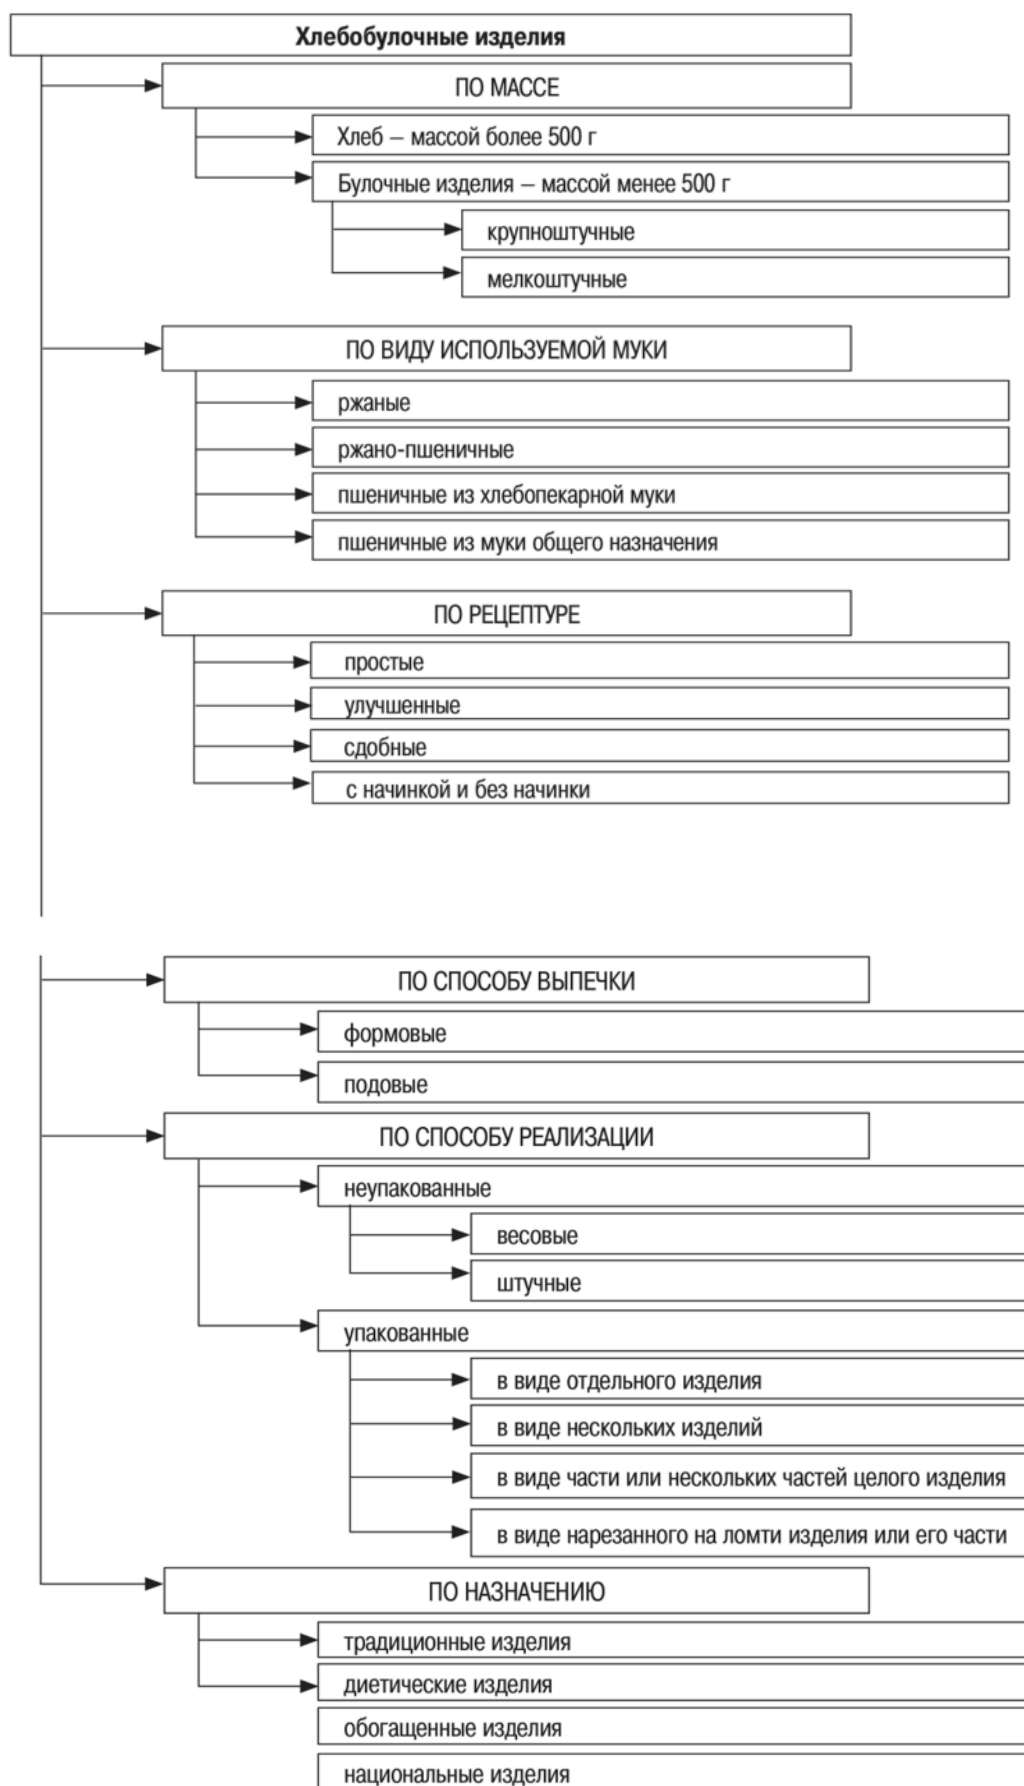 Хлебобулочные изделия
ПО МАССЕ
Хлеб – массой более 500 г
Булочные изделия – массой менее 500 г
крупноштучные
мелкоштучные
ПО ВИДУ ИСПОЛЬЗУЕМОЙ МУКИ
ржаные
ржано-пшеничные
пшеничные из хлебопекарной муки
пшеничные из муки общего назначения
ПО РЕЦЕПТУРЕ
простые
улучшенные
сдобные
с начинкой и без начинки
ПО СПОСОБУ ВЫПЕЧКИ
формовые
подовые
ПО СПОСОБУ РЕАЛИЗАЦИИ
неупакованные
весовые
штучные
упакованные
в виде отдельного изделия
в виде нескольких изделий
в виде части или нескольких частей целого изделия
в виде нарезанного на ломти изделия или его части
ПО НАЗНАЧЕНИЮ
традиционные изделия
диетические изделия
обогащенные изделия
национальные изделия